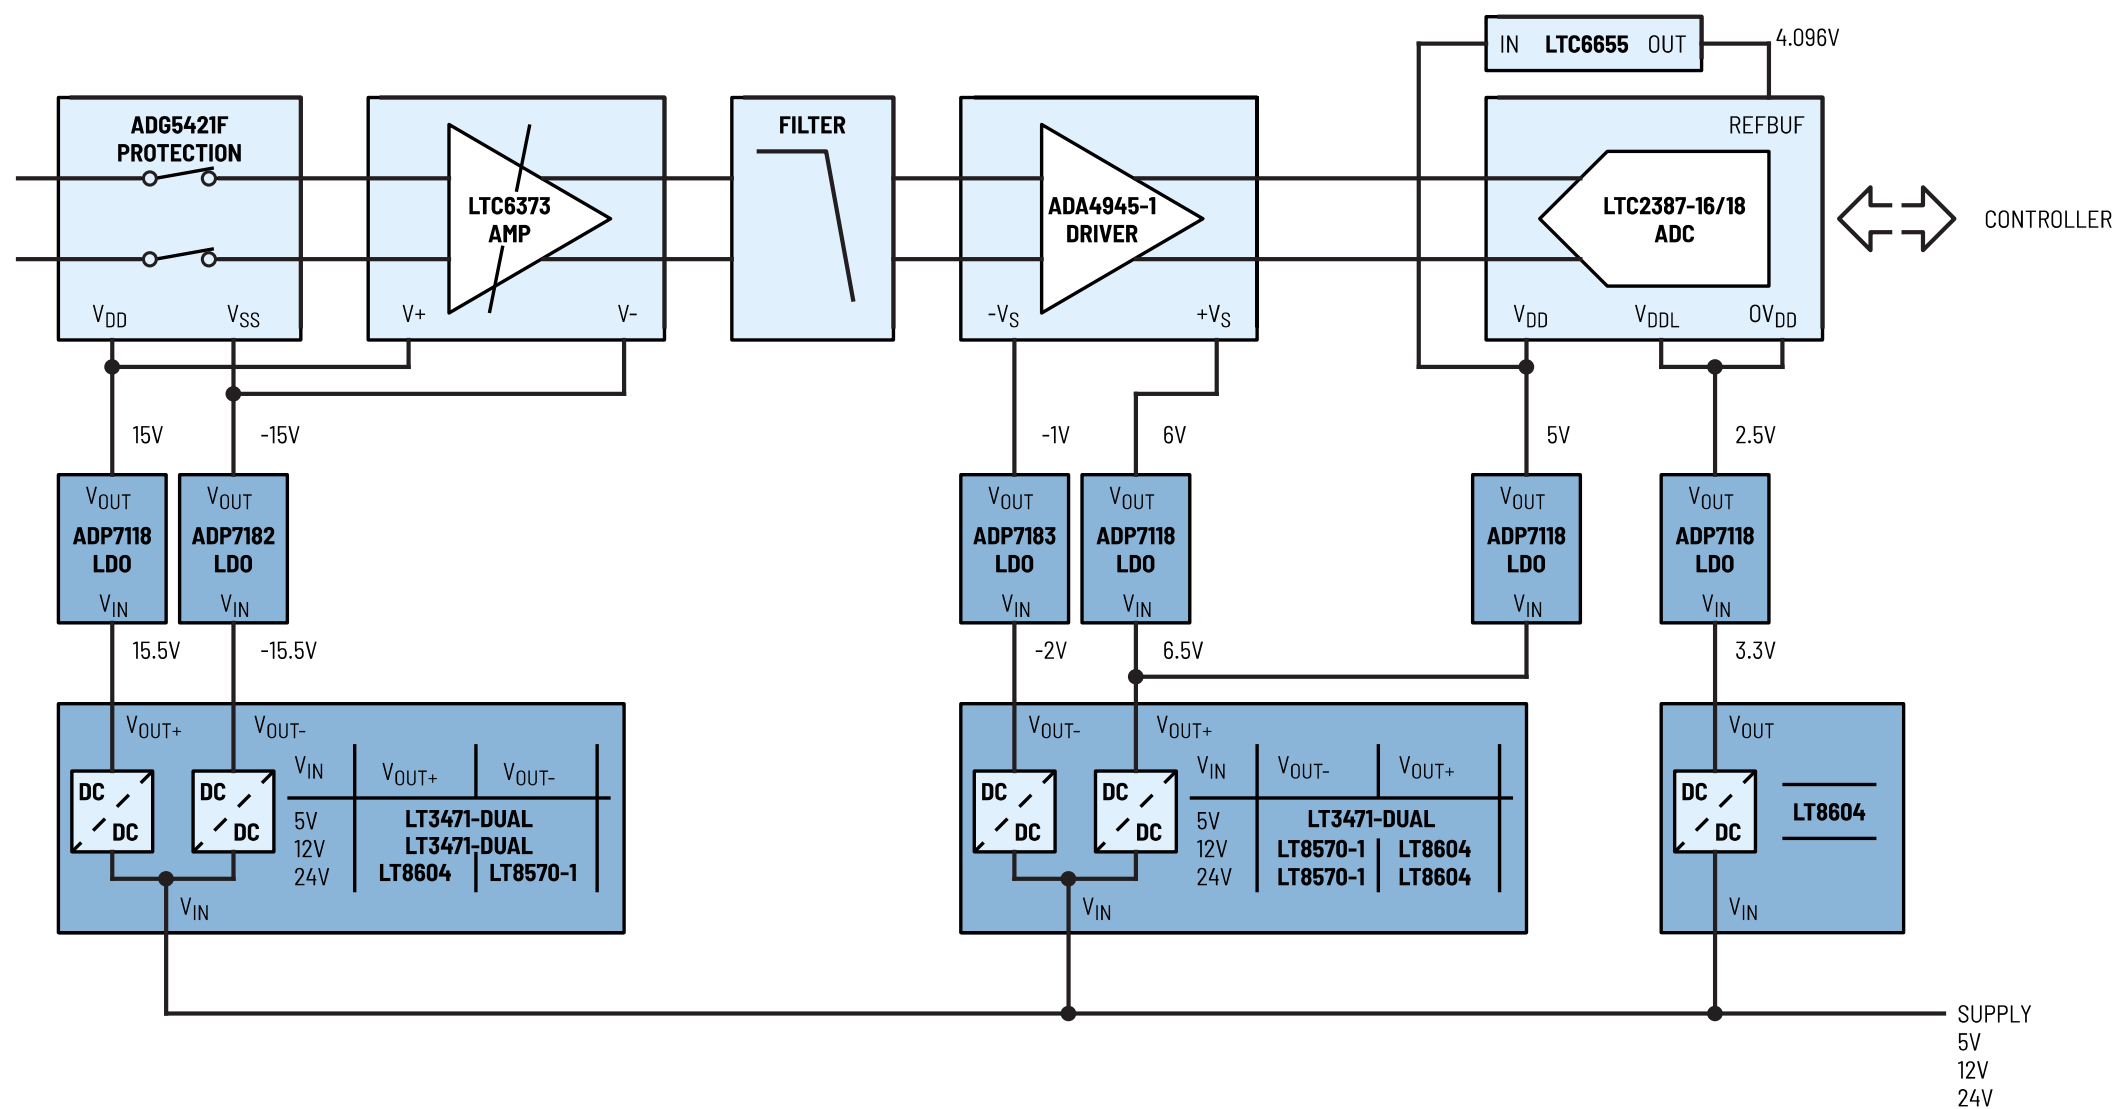 IN LTC6655 OUT
4.096V
ADG5421F
PROTECTION
FILTER
REFBUF
LTC6373
AMP
ADA4945-1
DRIVER
LTC2387-16/18
ADC
CONTROLLER
VDD VSS V+ V- -VS +VS VDD VDDL OVDD
15V -15V -1V 6V 5V 2.5V
VOUT VOUT VOUT VOUT VOUT VOUT
ADP7118 ADP7182 ADP7183 ADP7118 ADP7118 ADP7118
LDO LDO LDO LDO LDO LDO
VIN VIN VIN VIN VIN VIN
15.5V -15.5V -2V 6.5V 3.3V
VOUT+ VOUT- VOUT- VOUT+ VOUT
VIN VOUT+ VOUT- VIN VOUT- VOUT+
DC DC DC DC DC
DC DC DC DC DC
5V LT3471-DUAL
12V LT3471-DUAL
24V LT8604 LT8570-1
5V LT3471-DUAL
12V LT8570-1 LT8604
24V LT8570-1 LT8604
LT8604
VIN VIN VIN
SUPPLY
5V
12V
24V